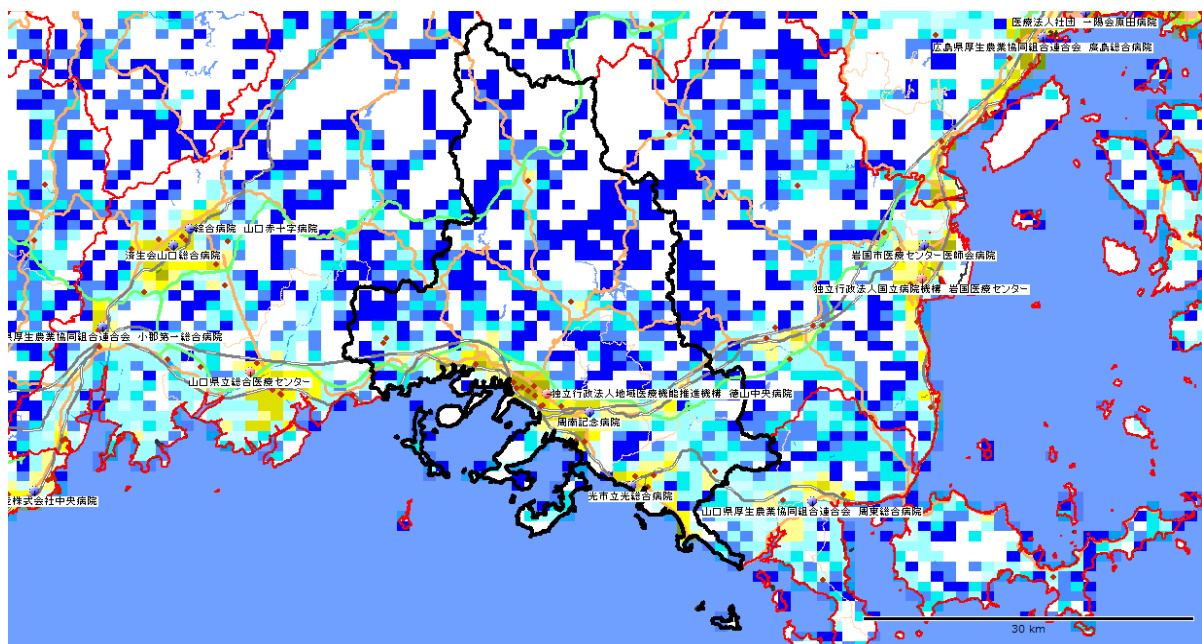 医療法人社団 一陽会原田病院
広島県厚生農業協同組合連合会 廣島総合病院
総合病院 山口赤十字病院
済生会山口総合病院
岩国市医療センター医師会病院
独立行政法人国立病院機構 岩国医療センター
県厚生農業協同組合連合会 小郡第一総合病院
山口県立総合医療センター
独立行政法人地域医療機能推進機構 徳山中央病院
周南記念病院
光市立光総合病院
株式会社中央病院
山口県厚生農業協同組合連合会 周東総合病院
30 km